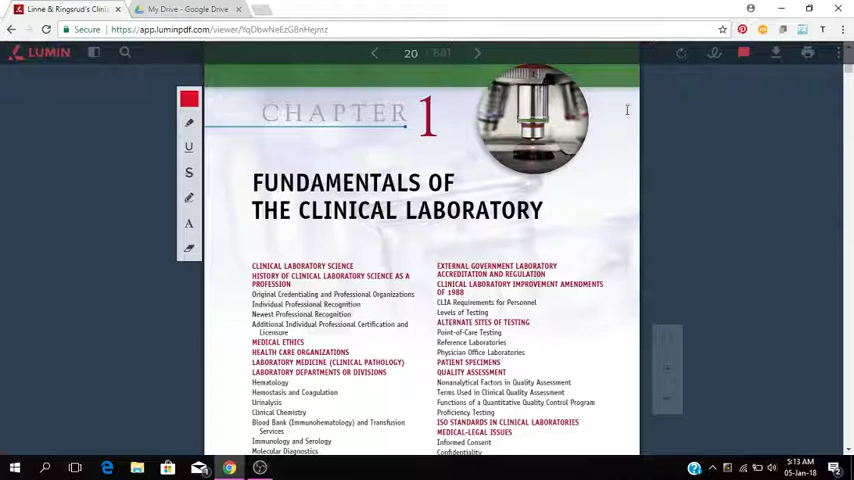 Linne & Ringsrud's Clinic
My Drive - Google Drive
Secure
https://app.luminpdf.com/viewer/YqDbwNeEzGBnHejmz
LUMIN
20 / 681
CHAPTER 1
FUNDAMENTALS OF
THE CLINICAL LABORATORY
CLINICAL LABORATORY SCIENCE
HISTORY OF CLINICAL LABORATORY SCIENCE AS A
PROFESSION
Original Credentialing and Professional Organizations
Individual Professional Recognition
Newest Professional Recognition
Additional Individual Professional Certification and
Licensure
MEDICAL ETHICS
HEALTH CARE ORGANIZATIONS
LABORATORY MEDICINE (CLINICAL PATHOLOGY)
LABORATORY DEPARTMENTS OR DIVISIONS
Hematology
Hemostasis and Coagulation
Urinalysis
Clinical Chemistry
Blood Bank (Immunohematology) and Transfusion
Services
Immunology and Serology
Molecular Diagnostics
EXTERNAL GOVERNMENT LABORATORY
ACCREDITATION AND REGULATION
CLINICAL LABORATORY IMPROVEMENT AMENDMENTS
OF 1988
CLIA Requirements for Personnel
Levels of Testing
ALTERNATE SITES OF TESTING
Point-of-Care Testing
Reference Laboratories
Physician Office Laboratories
PATIENT SPECIMENS
QUALITY ASSESSMENT
Nonanalytical Factors in Quality Assessment
Terms Used in Clinical Quality Assessment
Functions of a Quantitative Quality Control Program
Proficiency Testing
ISO STANDARDS IN CLINICAL LABORATORIES
MEDICAL-LEGAL ISSUES
Informed Consent
Confidentiality
U
S
A
5:13 AM
05-Jan-18